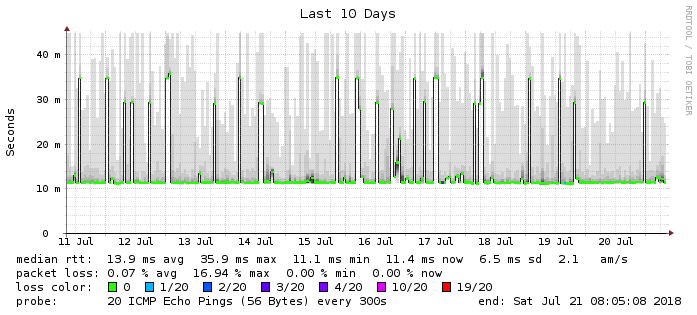 Last 10 Days
RRDTOOL / TOBI OETIKER
Seconds
40 m
30 m
20 m
10 m
0
11 Jul 12 Jul 13 Jul 14 Jul 15 Jul 16 Jul 17 Jul 18 Jul 19 Jul 20 Jul
median rtt: 13.9 ms avg 35.9 ms max 11.1 ms min 11.4 ms now 6.5 ms sd 2.1 am/s
packet loss: 0.07 % avg 16.94 % max 0.00 % min 0.00 % now
loss color: 0 1/20 2/20 3/20 4/20 10/20 19/20
probe: 20 ICMP Echo Pings (56 Bytes) every 300s end: Sat Jul 21 08:05:08 2018